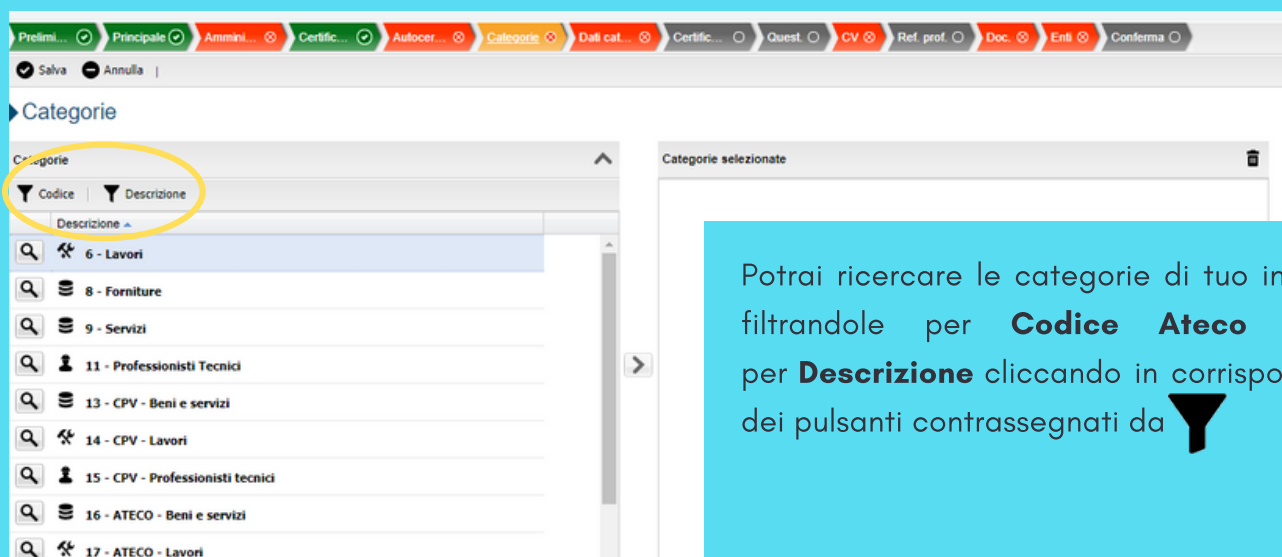 Prelimi... Principale Ammini... Certific... Autocer... Categorie Dati cat... Certific... Quest. CV Ref. prof. Doc. Enti Conferma
Salva Annulla |
Categorie
Categorie
Categorie selezionate
Codice | Descrizione
Descrizione
6 - Lavori
8 - Forniture
9 - Servizi
11 - Professionisti Tecnici
13 - CPV - Beni e servizi
14 - CPV - Lavori
15 - CPV - Professionisti tecnici
16 - ATECO - Beni e servizi
17 - ATECO - Lavori
Potrai ricercare le categorie di tuo in
filtrandole per Codice Ateco
per Descrizione cliccando in corrispo
dei pulsanti contrassegnati da